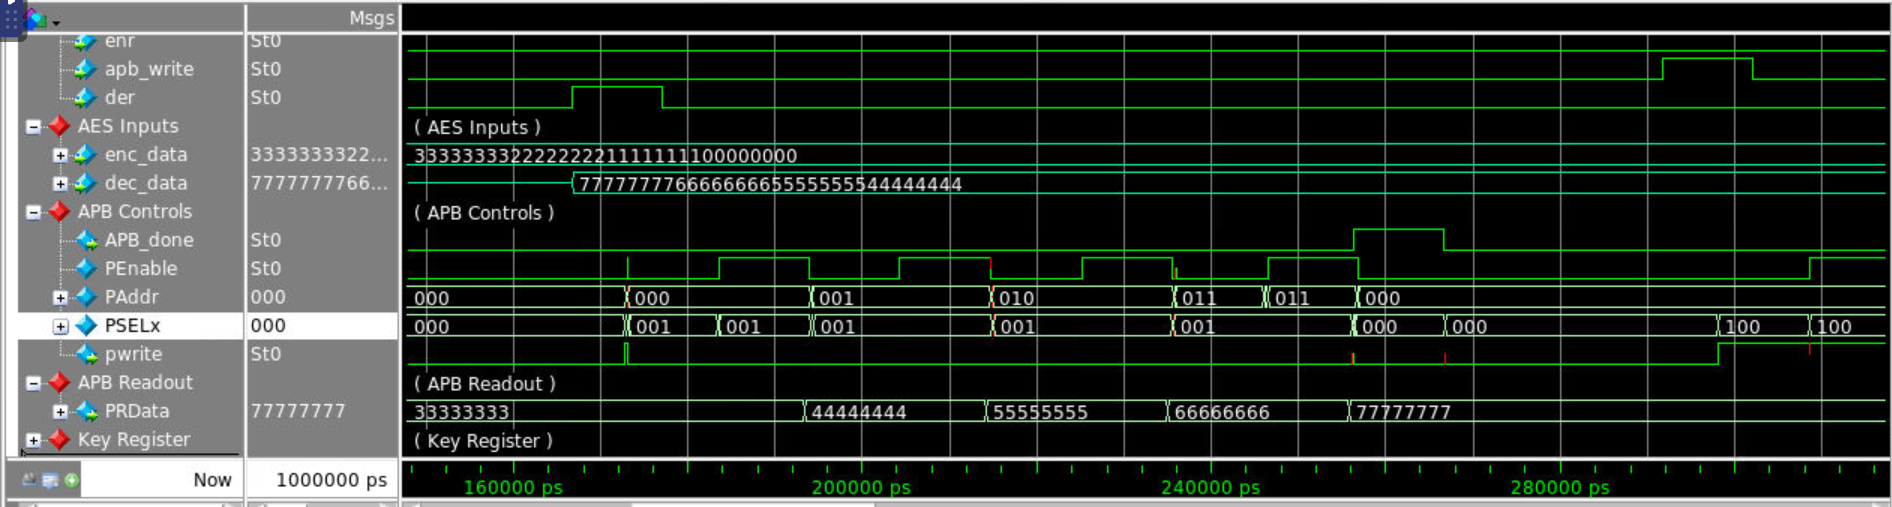 Msgs
enr St0
apb_write St0
der St0
AES Inputs ( AES Inputs )
enc_data 3333333322... 33333333222222221111111100000000
dec_data 7777777766... 77777777666666665555555544444444
APB Controls ( APB Controls )
APB_done St0
PEnable St0
PAddr 000 000 000 001 010 011 011 000
PSELx 000 000 001 001 001 001 001 000 000 100 100
pwrite St0
APB Readout ( APB Readout )
PRData 77777777 33333333 44444444 55555555 66666666 77777777
Key Register ( Key Register )
Now 1000000 ps 160000 ps 200000 ps 240000 ps 280000 ps